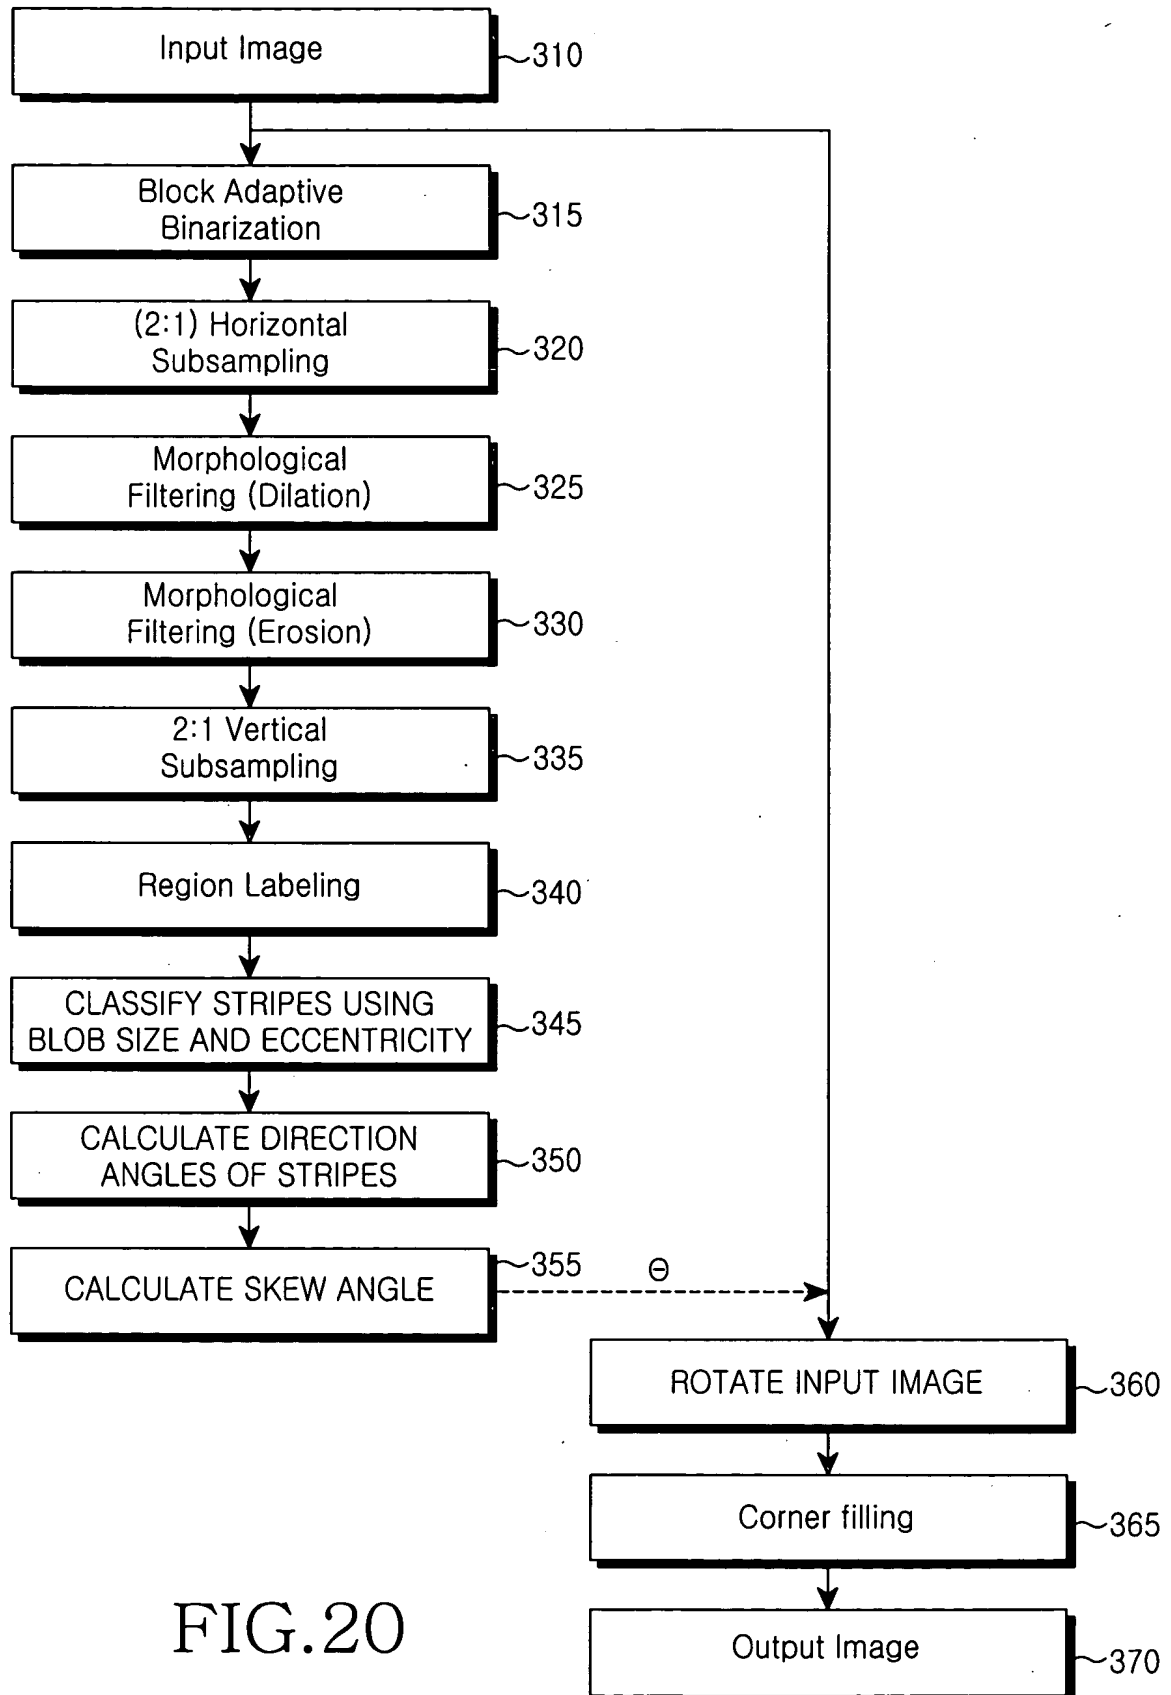 Input Image
310
Block Adaptive
Binarization
315
(2:1) Horizontal
Subsampling
320
Morphological
Filtering (Dilation)
325
Morphological
Filtering (Erosion)
330
2:1 Vertical
Subsampling
335
Region Labeling
340
CLASSIFY STRIPES USING
BLOB SIZE AND ECCENTRICITY
345
CALCULATE DIRECTION
ANGLES OF STRIPES
350
CALCULATE SKEW ANGLE
355
Θ
ROTATE INPUT IMAGE
360
Corner filling
365
Output Image
370
FIG.20